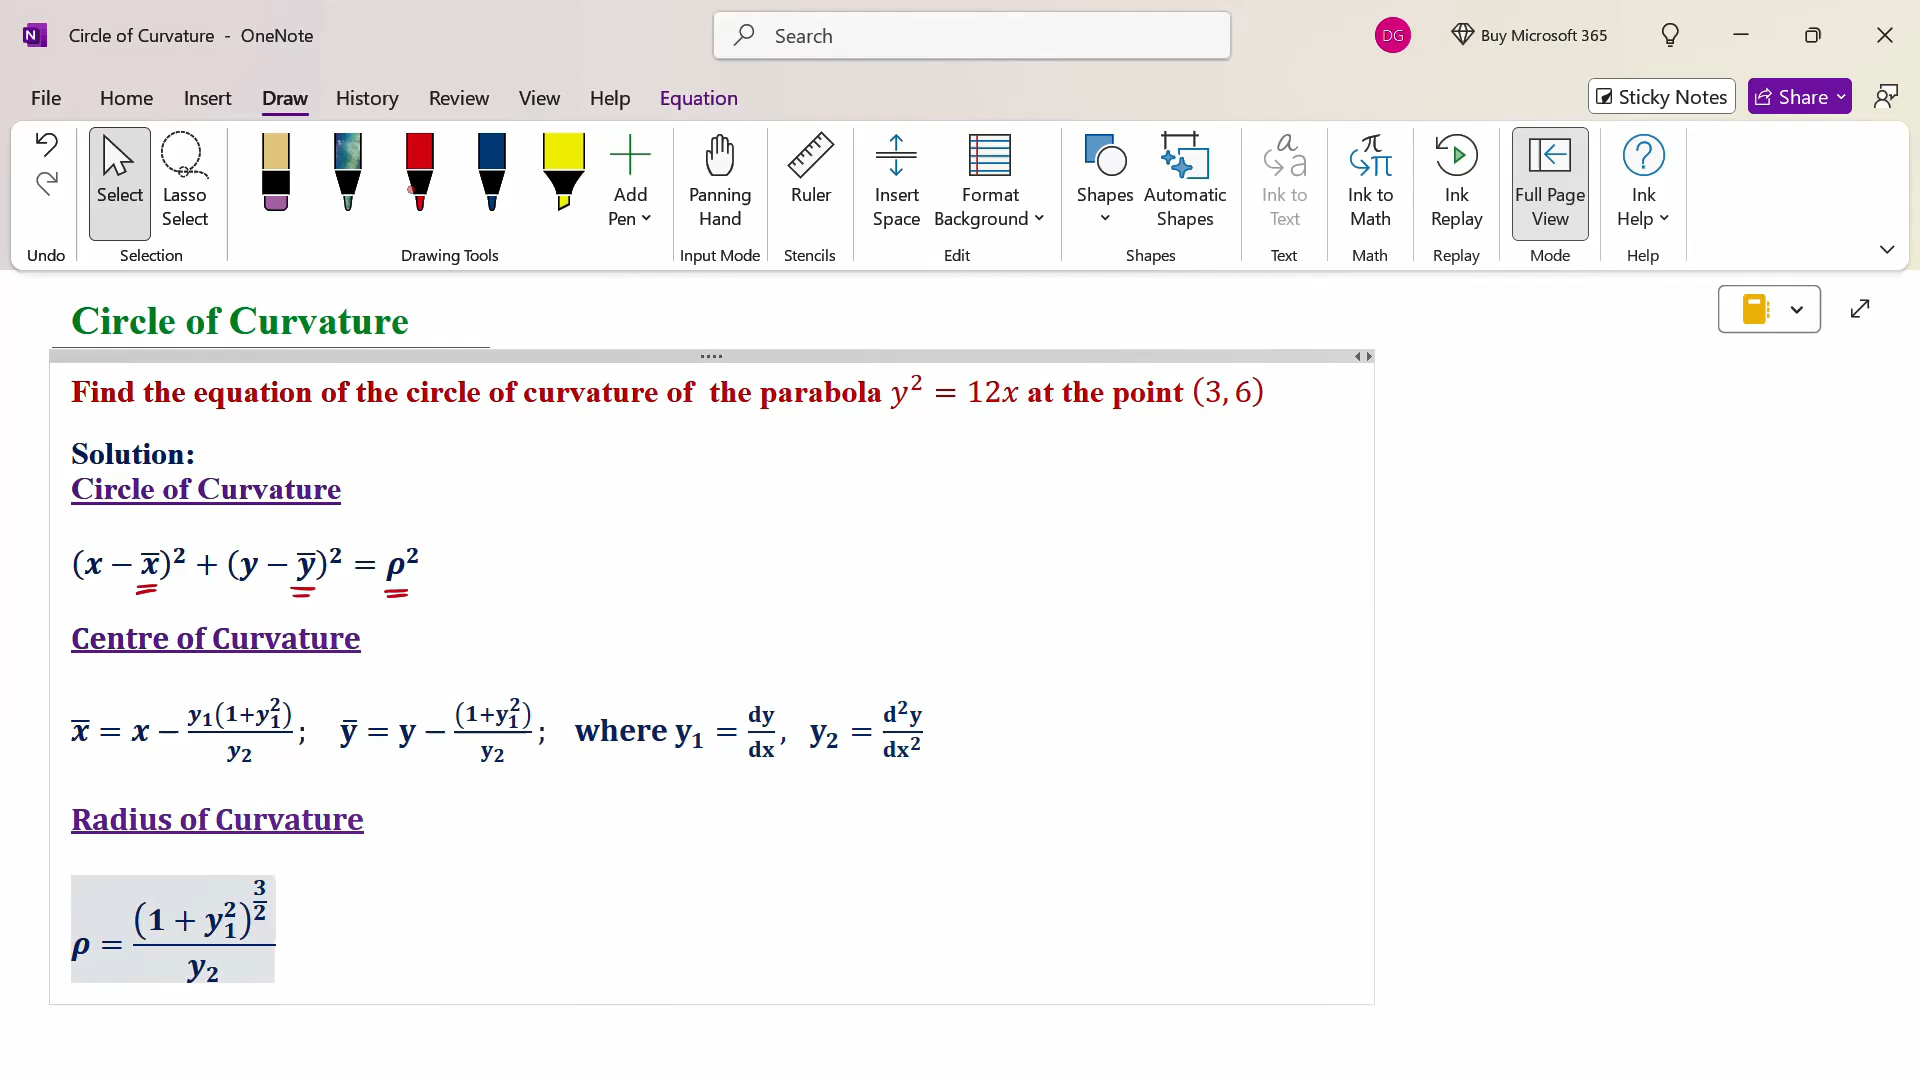 Circle of Curvature - OneNote
Search
DG
Buy Microsoft 365
File Home Insert Draw History Review View Help Equation
Sticky Notes
Share
Select
Lasso Select
Add Pen
Panning Hand
Ruler
Insert Space
Format Background
Shapes
Automatic Shapes
Ink to Text
Ink to Math
Ink Replay
Full Page View
Ink Help
Undo Selection Drawing Tools Input Mode Stencils Edit Shapes Text Math Replay Mode Help
Circle of Curvature
Find the equation of the circle of curvature of the parabola y² = 12x at the point (3, 6)
Solution:
Circle of Curvature
(x − x̅)² + (y − y̅)² = ρ²
Centre of Curvature
x̅ = x − y₁(1+y₁²)/y₂; y̅ = y − (1+y₁²)/y₂; where y₁ = dy/dx, y₂ = d²y/dx²
Radius of Curvature
ρ = (1 + y₁²)^(3/2)/y₂